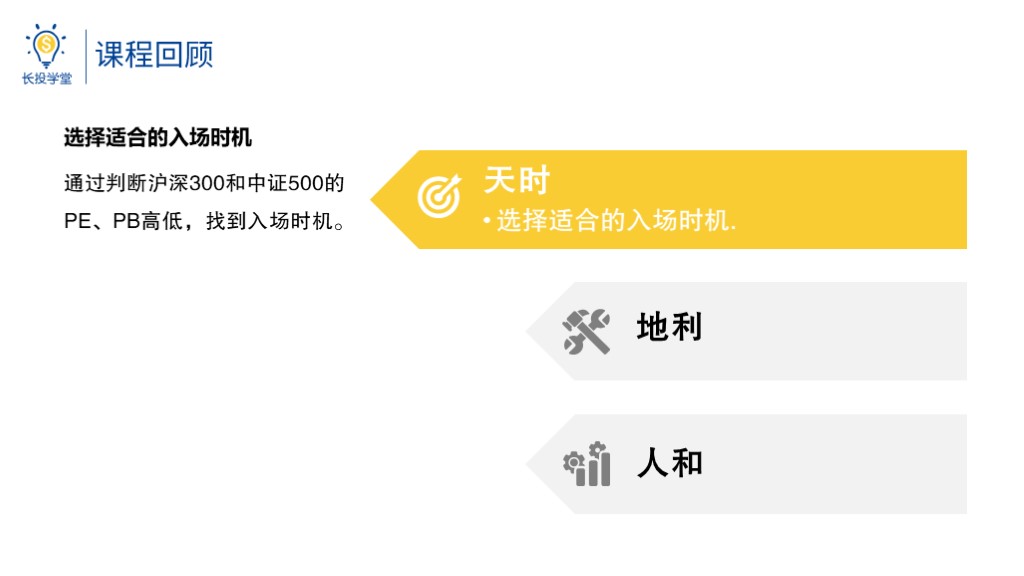 长投学堂
课程回顾
选择适合的入场时机
通过判断沪深300和中证500的
PE、PB高低，找到入场时机。
天时
• 选择适合的入场时机.
地利
人和